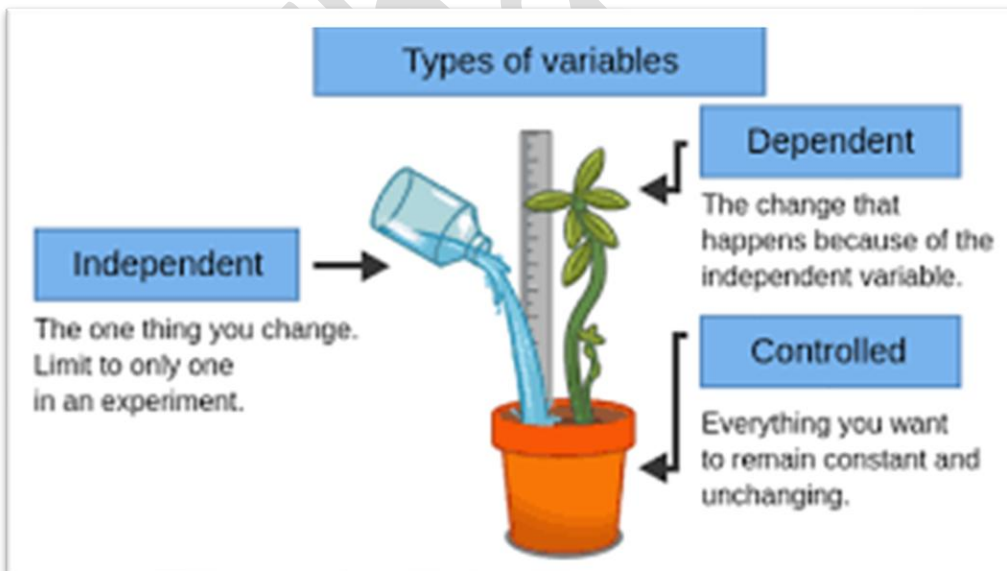 Types of variables
Dependent
The change that
happens because of the
independent variable.
Independent
The one thing you change.
Limit to only one
in an experiment.
Controlled
Everything you want
to remain constant and
unchanging.